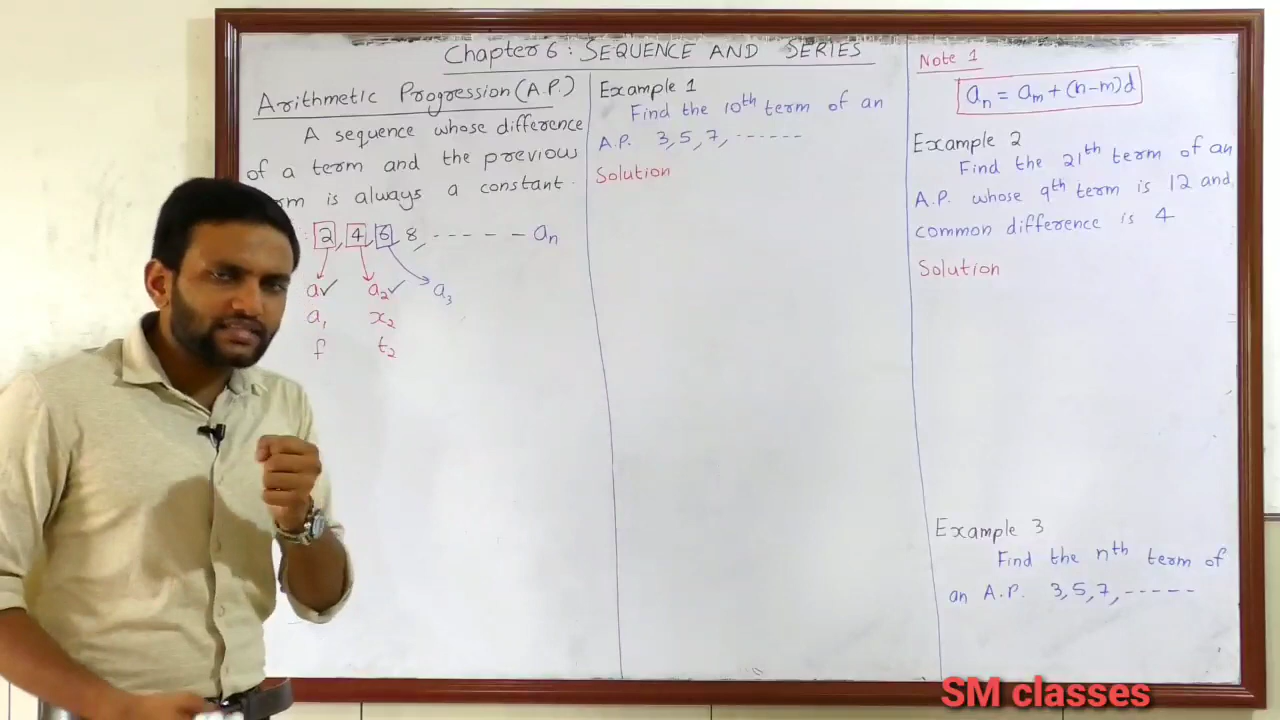 Chapter 6 : SEQUENCE AND SERIES
Arithmetic Progression (A.P.)
A sequence whose difference
of a term and the previous
is always a constant.
2, 4, 6, 8, ------ an
a✓ a2✓ a3
a1 x2
f t2
Example 1
Find the 10th term of an
A.P. 3, 5, 7, ------
Solution
Note 1
an = am + (n-m)d
Example 2
Find the 21th term of an
A.P. whose 9th term is 12 and
common difference is 4
Solution
Example 3
Find the nth term of
an A.P. 3, 5, 7, -----
SM classes